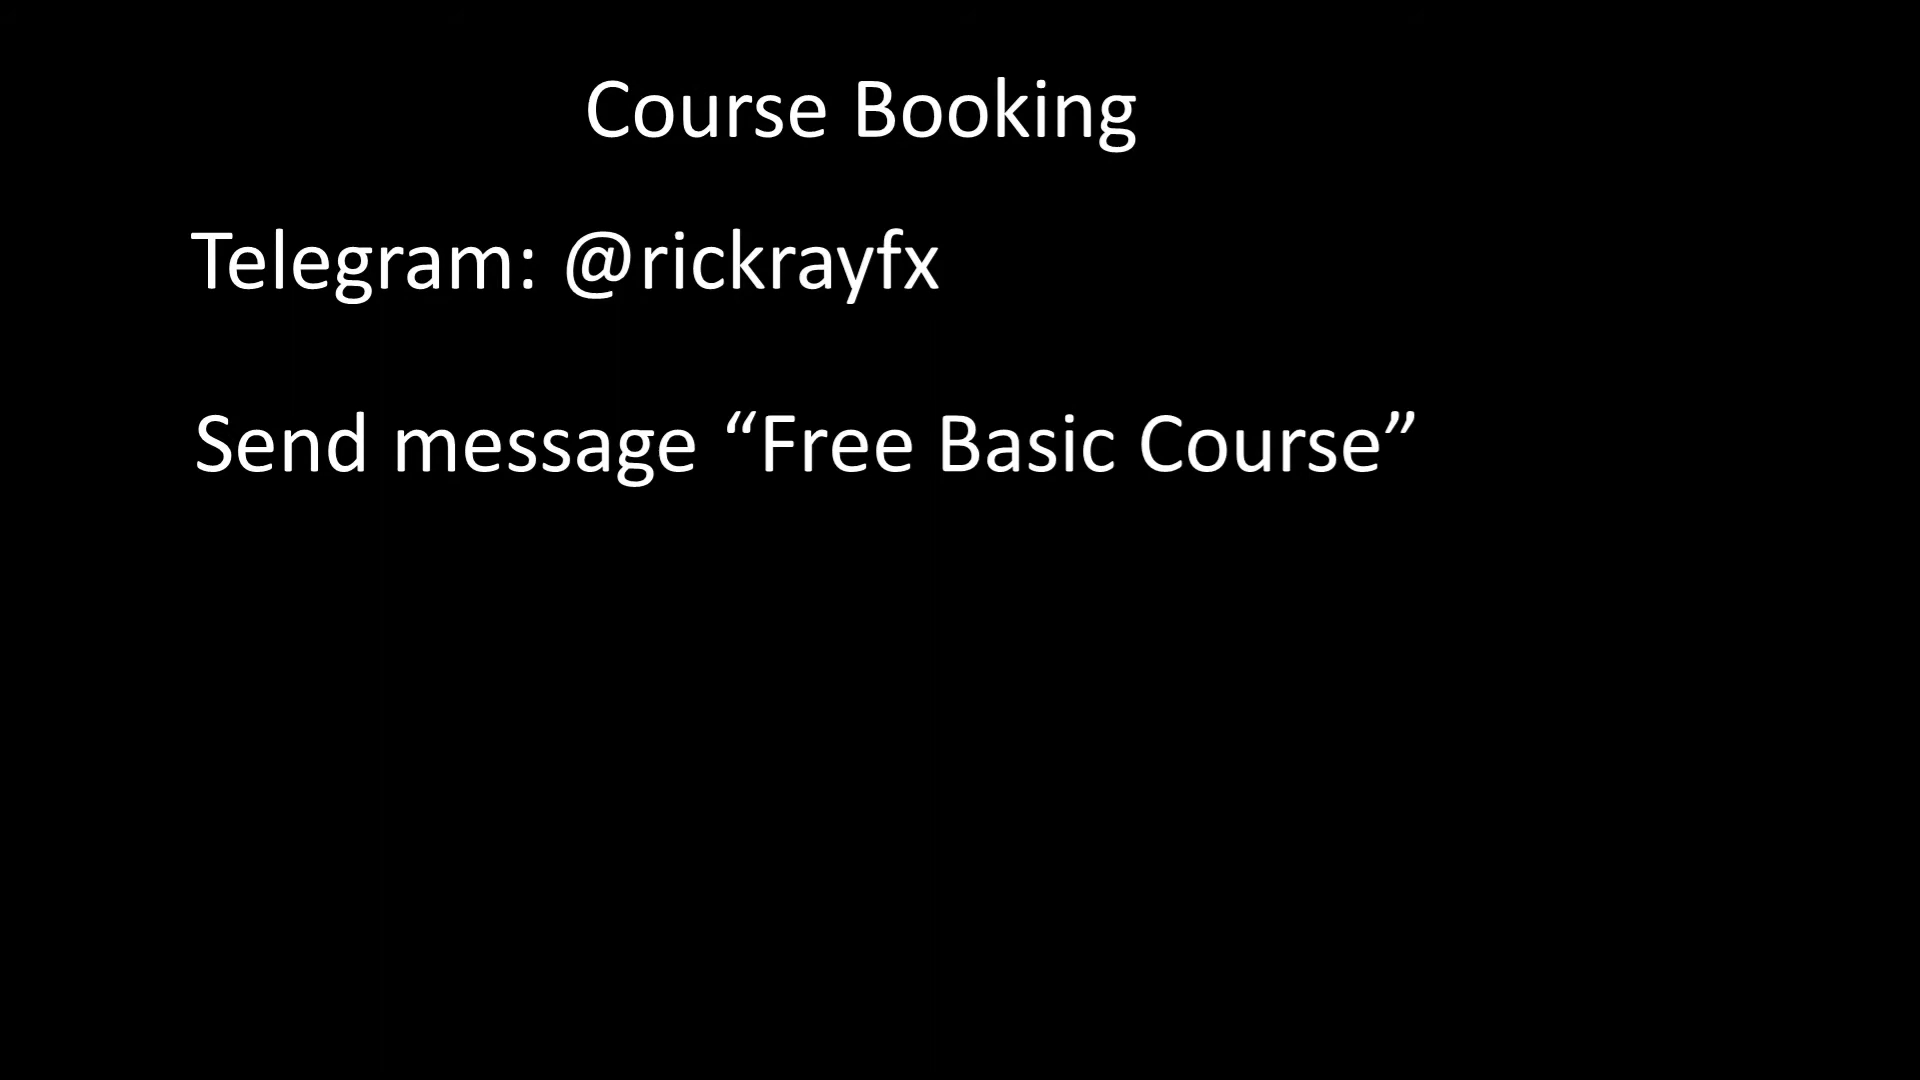 Course Booking
Telegram: @rickrayfx
Send message “Free Basic Course”